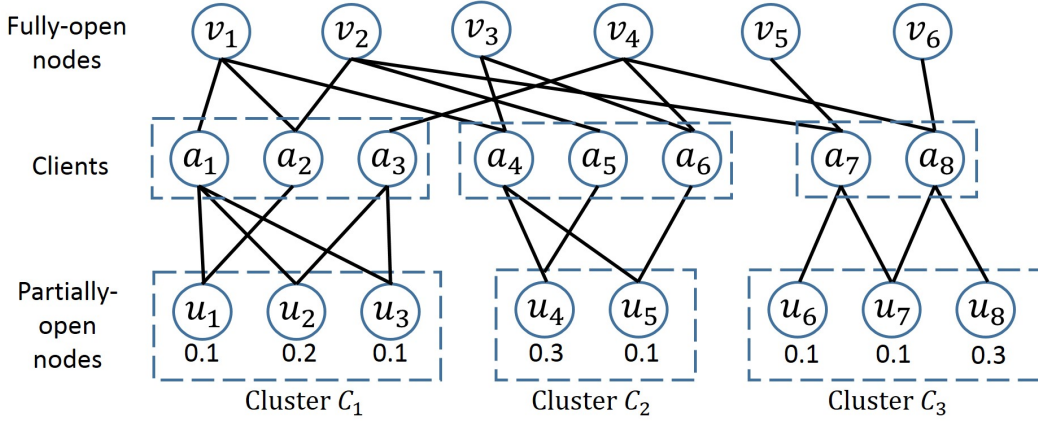 Fully-open
nodes
v₁ v₂ v₃ v₄ v₅ v₆
Clients
a₁ a₂ a₃ a₄ a₅ a₆ a₇ a₈
Partially-
open
nodes
u₁ u₂ u₃ u₄ u₅ u₆ u₇ u₈
0.1 0.2 0.1 0.3 0.1 0.1 0.1 0.3
Cluster C₁ Cluster C₂ Cluster C₃